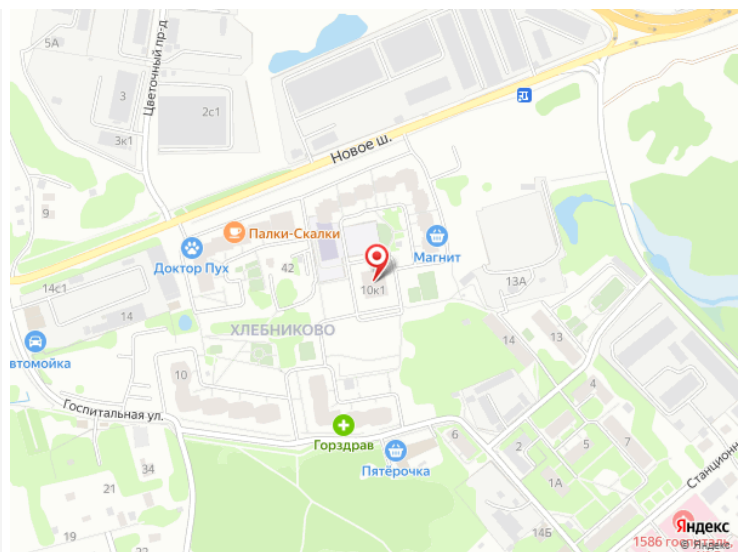 5А
Цветочный пр-д
3
2с1
3к1
Новое ш.
9
Палки-Скалки
Доктор Пух
42
Магнит
14с1
13А
10к1
14
ХЛЕБНИКОВО
14
13
втомойка
10
4
Госпитальная ул.
Горздрав
6
2
5
7
Пятёрочка
34
1А
Станционн
21
14Б
19
22
Яндекс
1586 госпиталь
© Яндекс